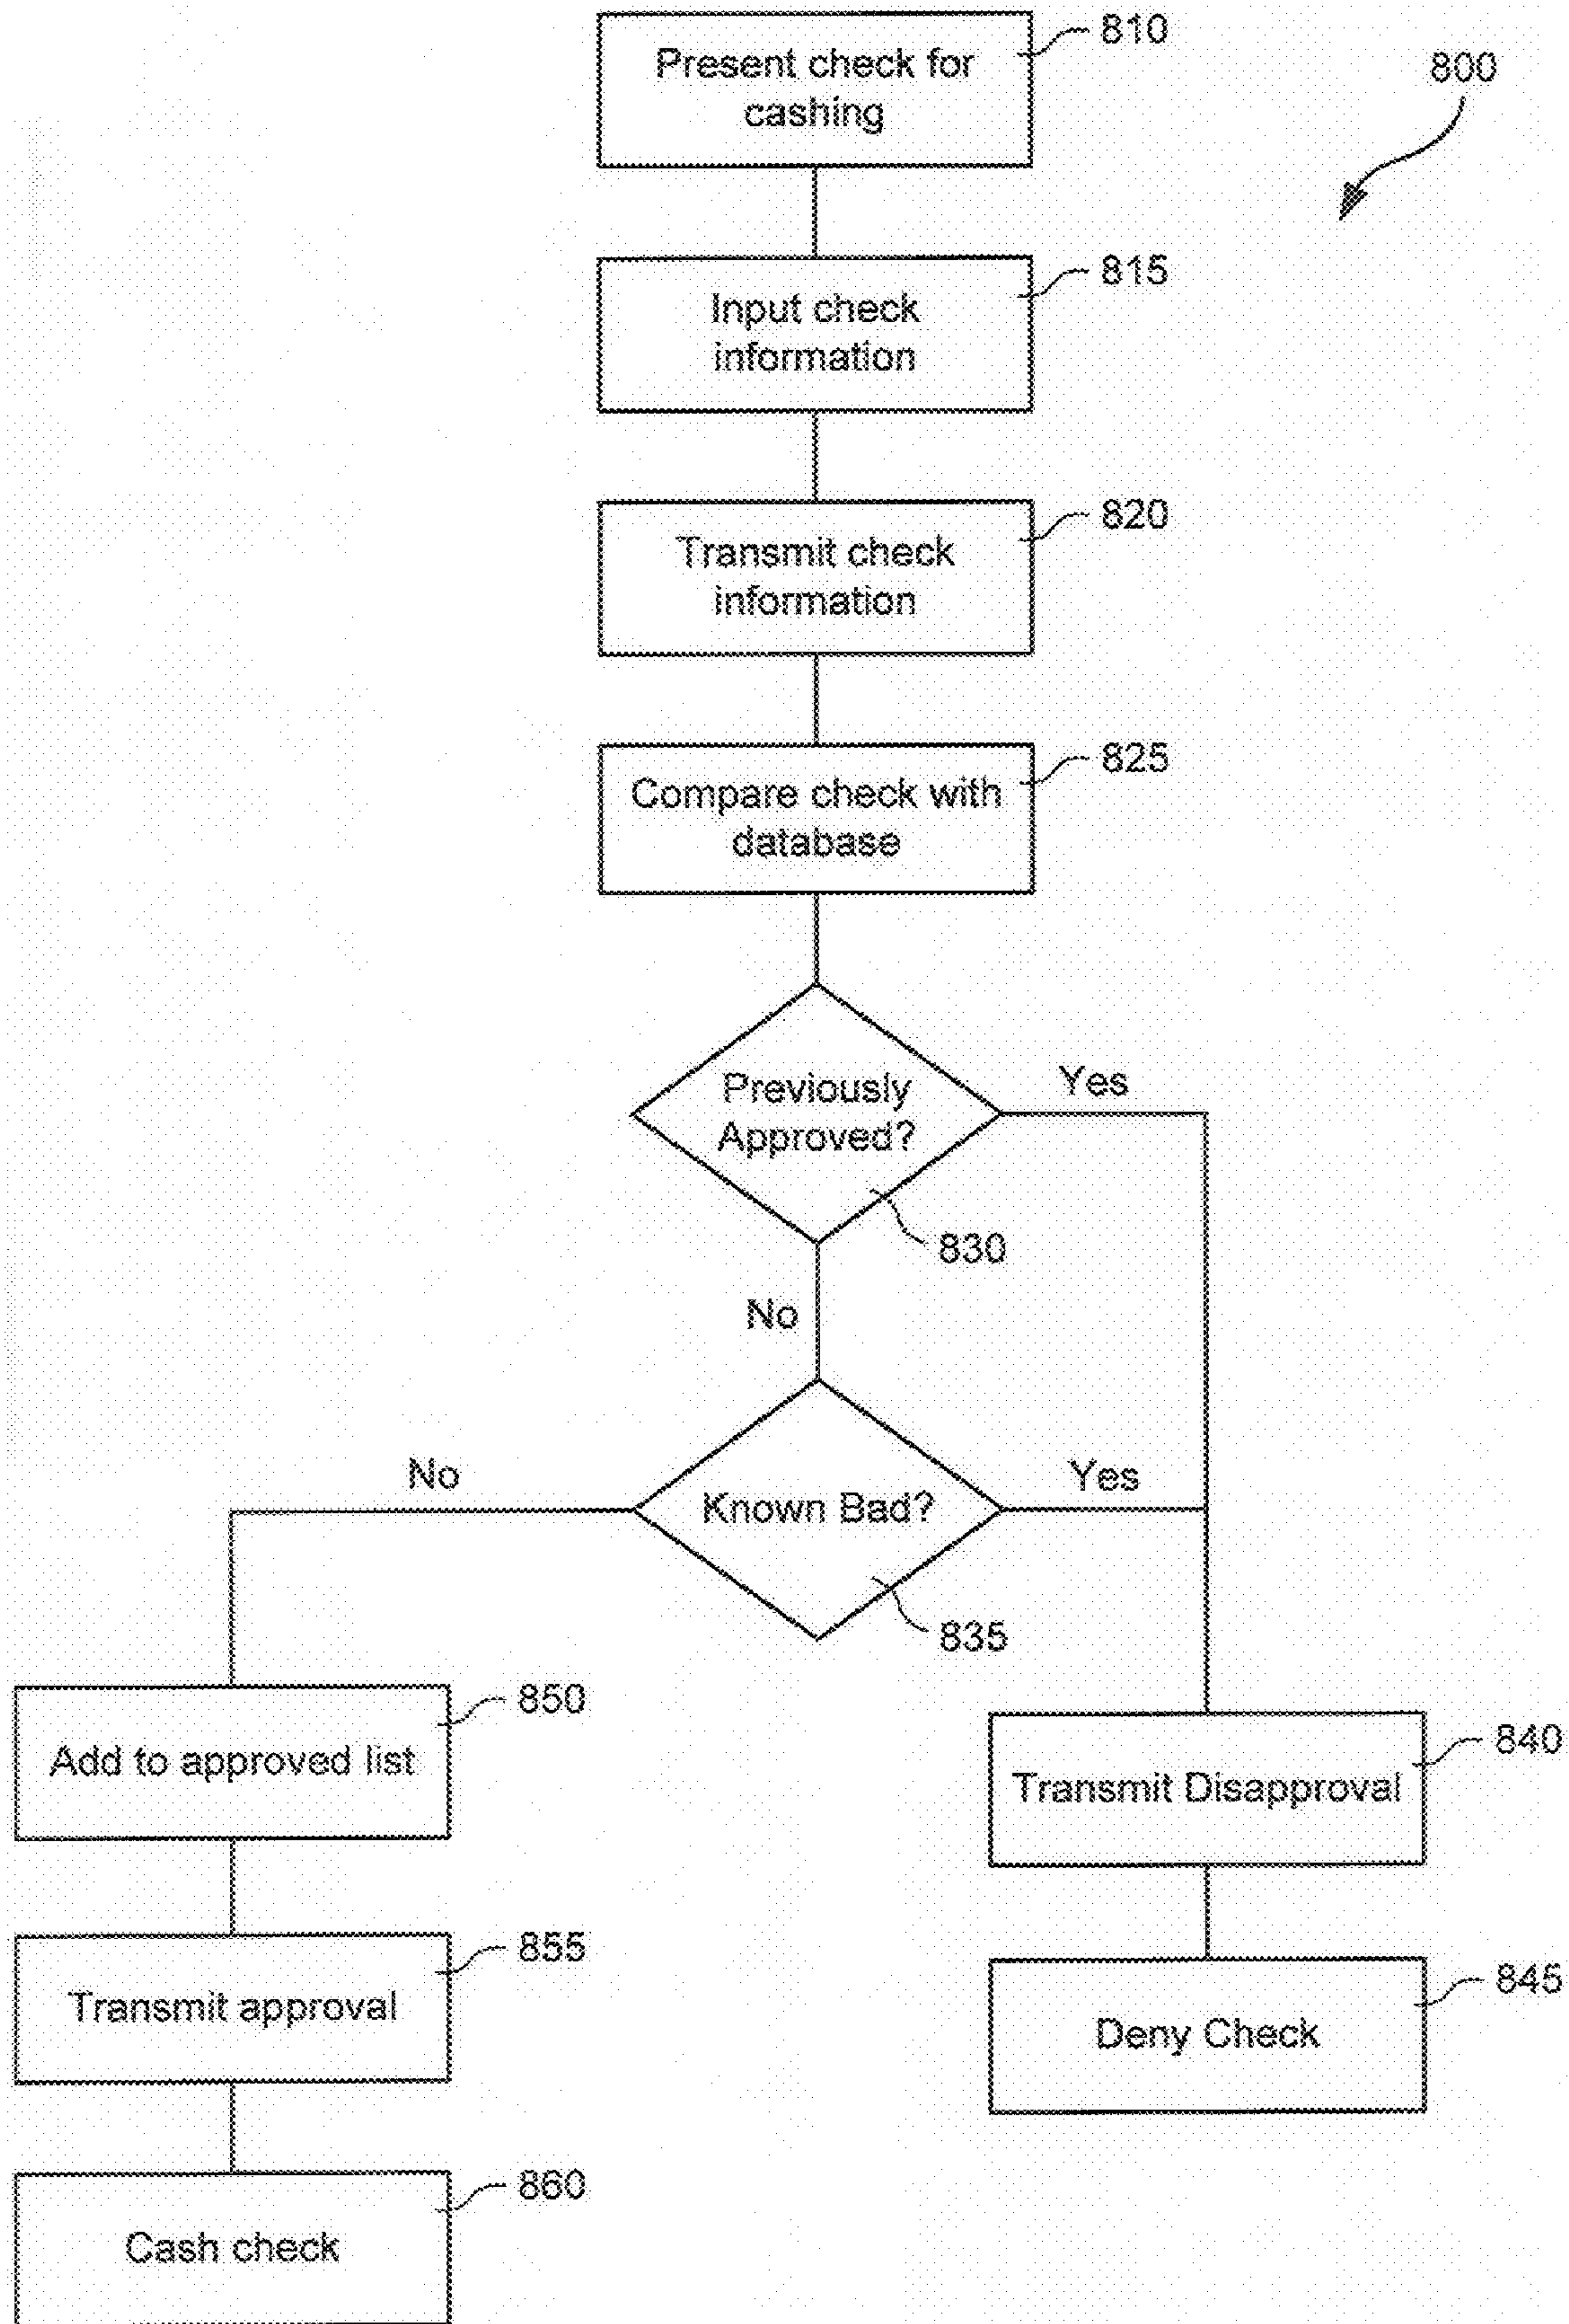 Present check for
cashing
810
800
Input check
information
815
Transmit check
information
820
Compare check with
database
825
Previously
Approved?
Yes
830
No
No
Known Bad?
Yes
835
Add to approved list
850
Transmit Disapproval
840
Transmit approval
855
Deny Check
845
Cash check
860